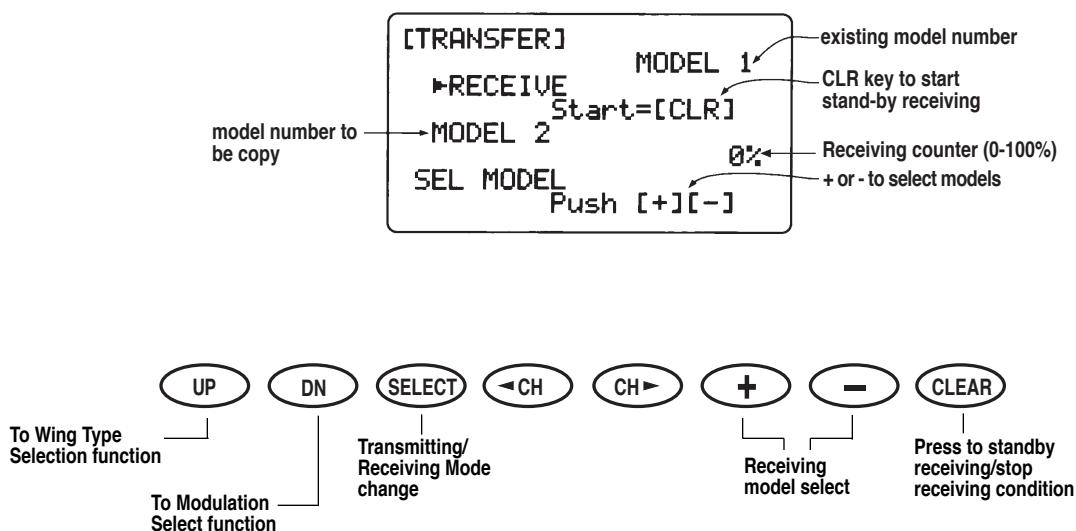 [TRANSFER]
MODEL 1
►RECEIVE
Start=[CLR]
MODEL 2
0%
SEL MODEL
Push [+][-]
existing model number
CLR key to start
stand-by receiving
model number to
be copy
Receiving counter (0-100%)
+ or - to select models
UP
DN
SELECT
◄CH
CH►
+
−
CLEAR
To Wing Type
Selection function
To Modulation
Select function
Transmitting/
Receiving Mode
change
Receiving
model select
Press to standby
receiving/stop
receiving condition